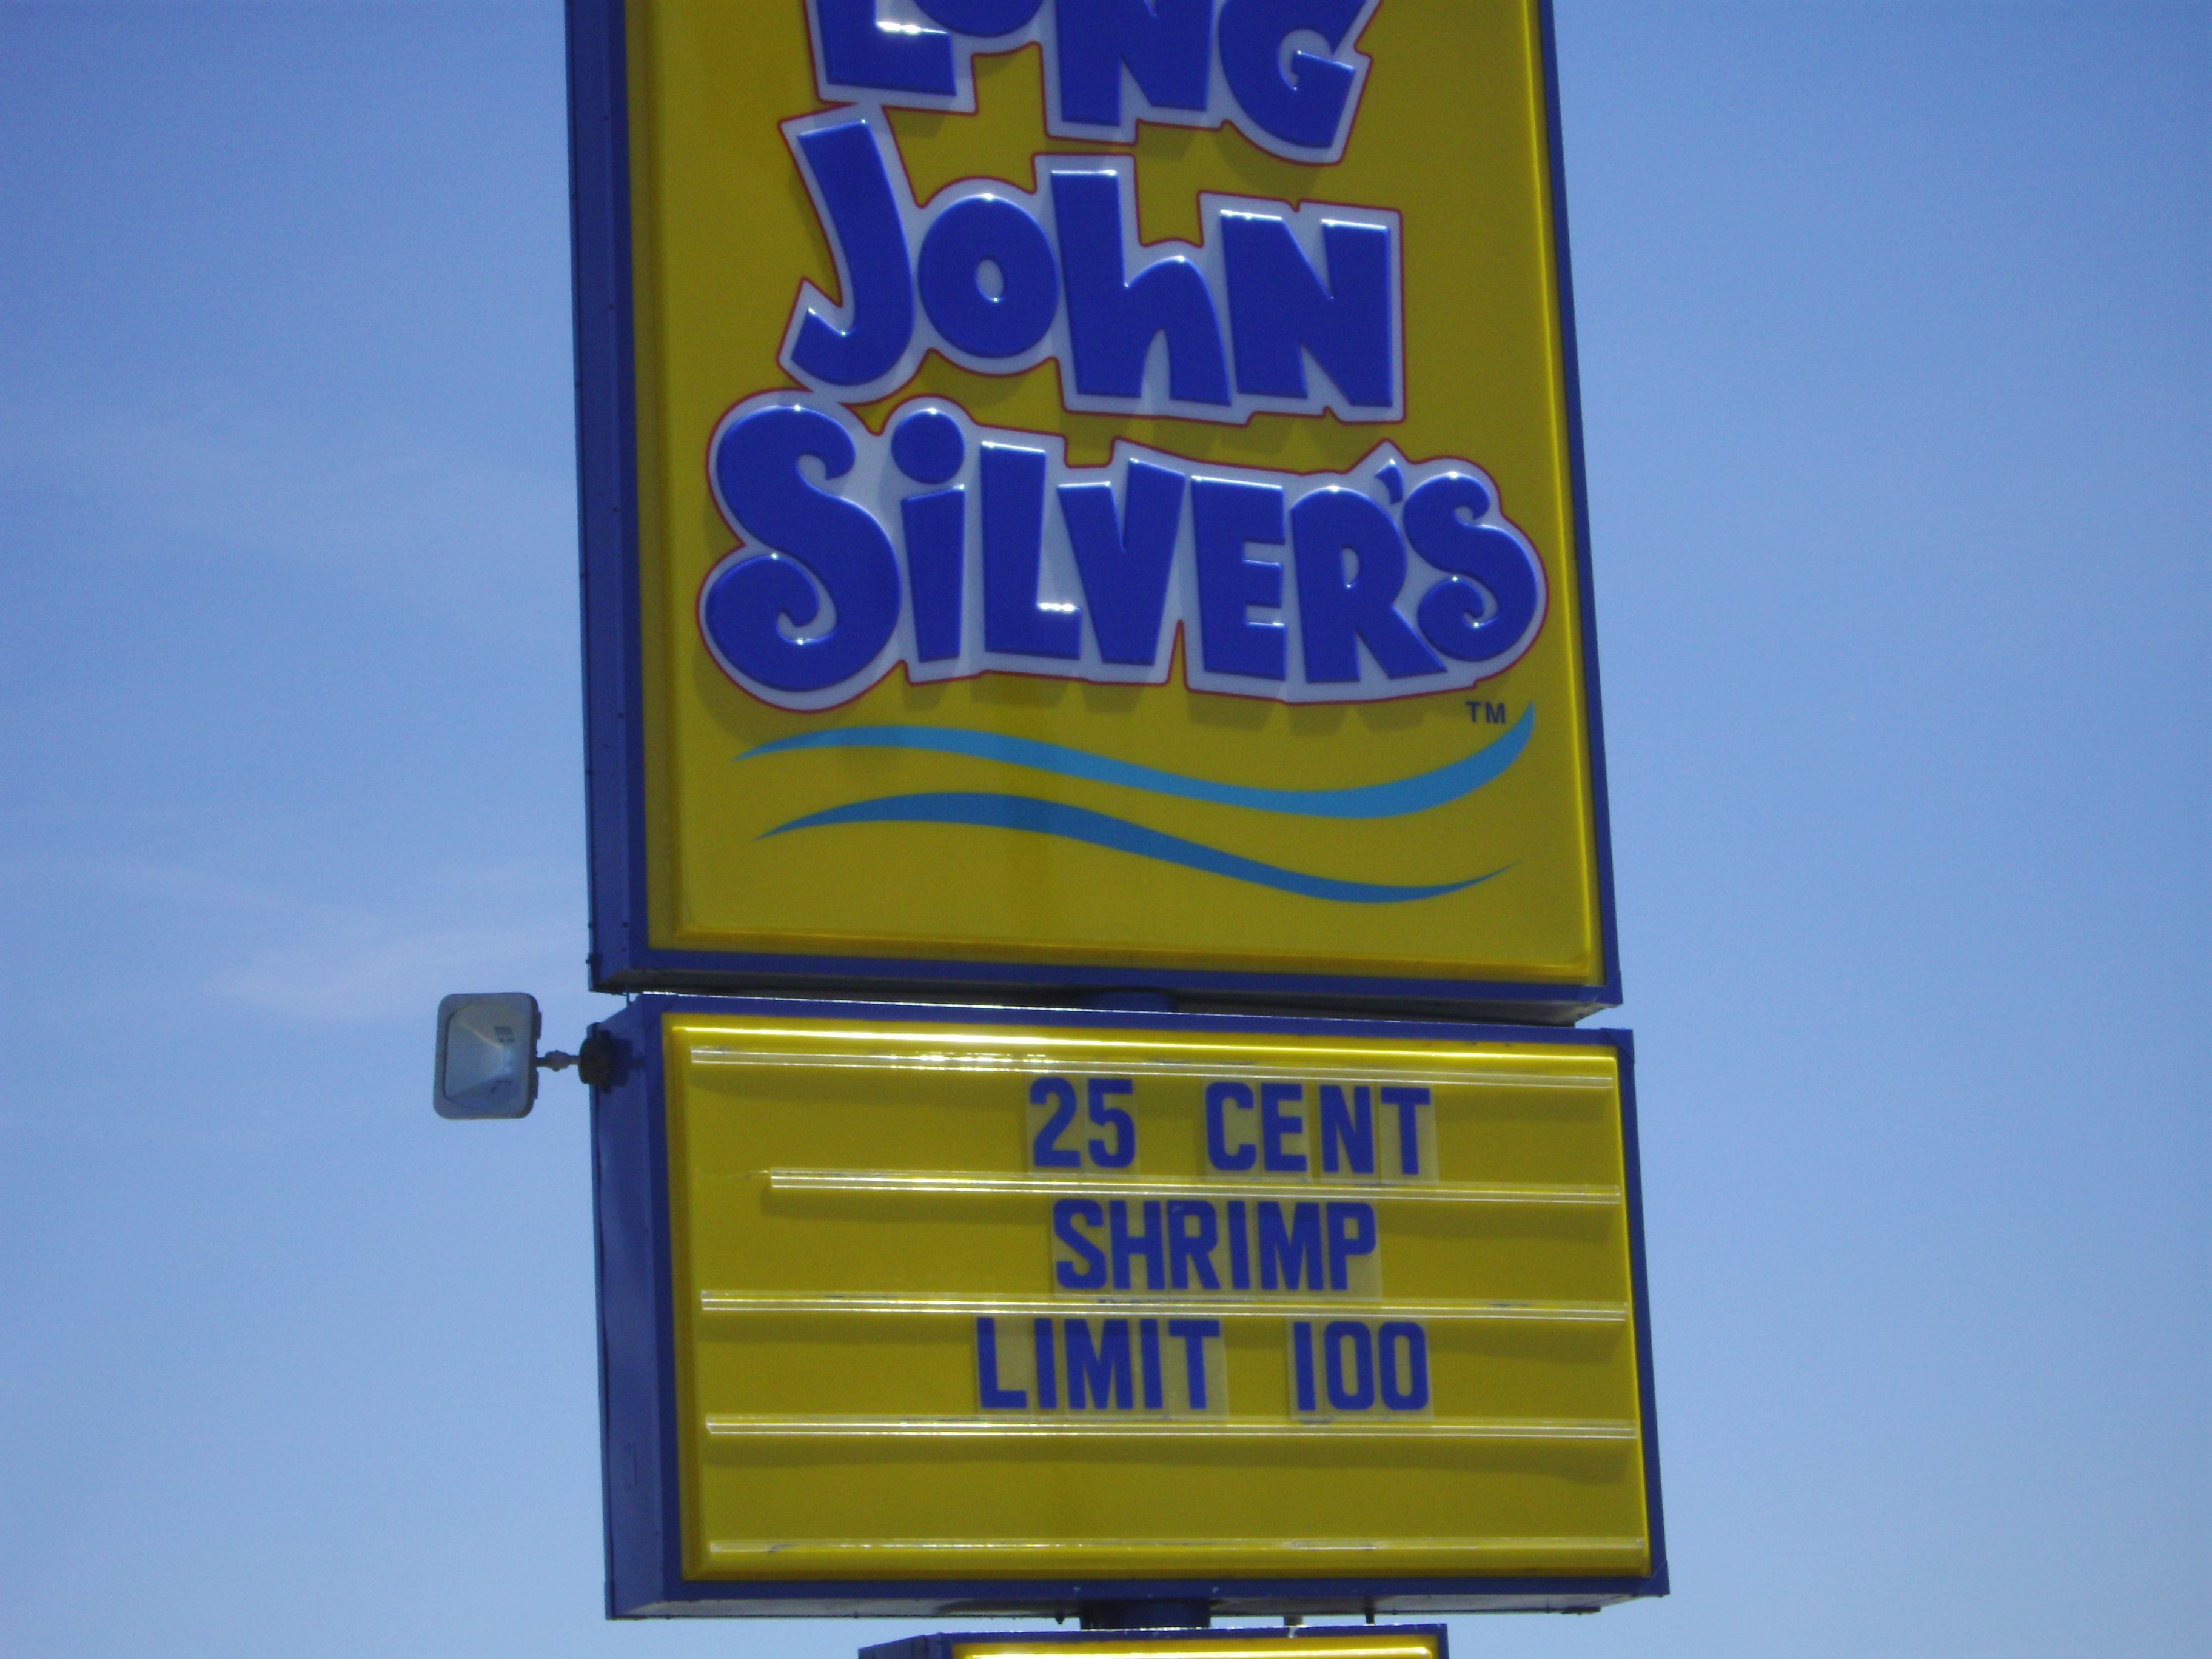 LONG
JohN
SiLVER'S
TM
25 CENT
SHRIMP
LIMIT 100